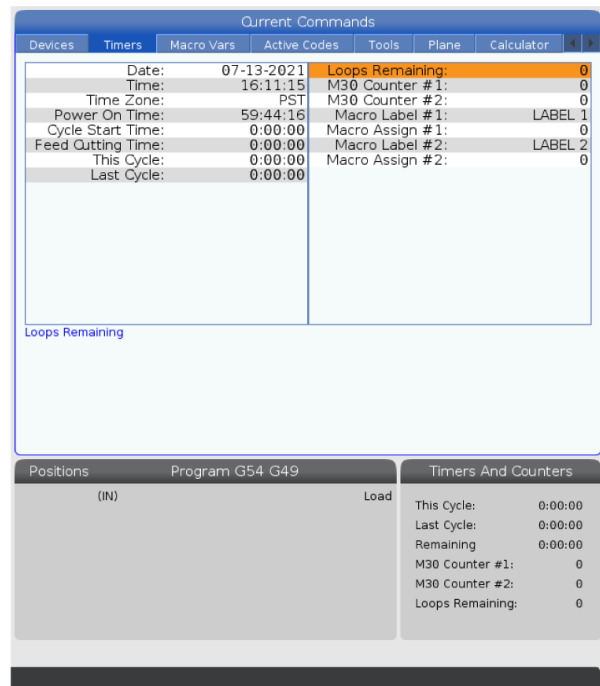 Current Commands
Devices Timers Macro Vars Active Codes Tools Plane Calculator
Date: 07-13-2021
Time: 16:11:15
Time Zone: PST
Power On Time: 59:44:16
Cycle Start Time: 0:00:00
Feed Cutting Time: 0:00:00
This Cycle: 0:00:00
Last Cycle: 0:00:00
Loops Remaining: 0
M30 Counter #1: 0
M30 Counter #2: 0
Macro Label #1: LABEL 1
Macro Assign #1: 0
Macro Label #2: LABEL 2
Macro Assign #2: 0
Loops Remaining
Positions Program G54 G49
(IN) Load
Timers And Counters
This Cycle: 0:00:00
Last Cycle: 0:00:00
Remaining 0:00:00
M30 Counter #1: 0
M30 Counter #2: 0
Loops Remaining: 0